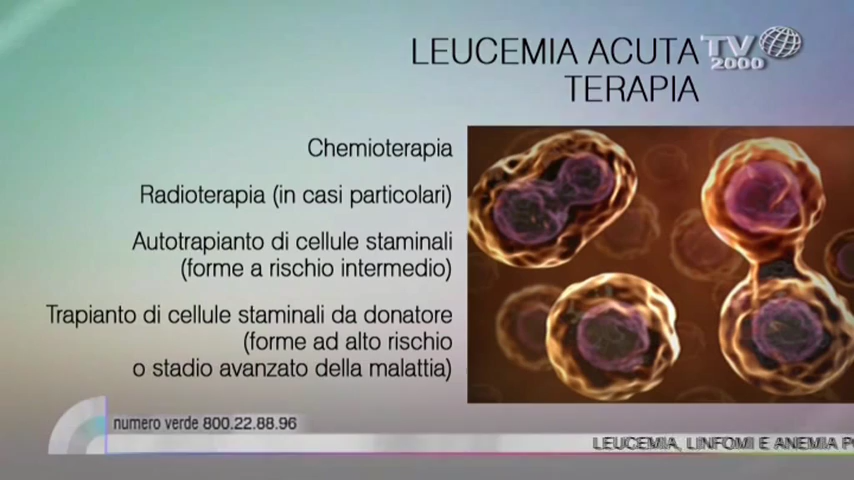 LEUCEMIA ACUTA
TERAPIA
TV
2000
Chemioterapia
Radioterapia (in casi particolari)
Autotrapianto di cellule staminali
(forme a rischio intermedio)
Trapianto di cellule staminali da donatore
(forme ad alto rischio
o stadio avanzato della malattia)
numero verde 800.22.88.96
LEUCEMIA, LINFOMI E ANEMIA